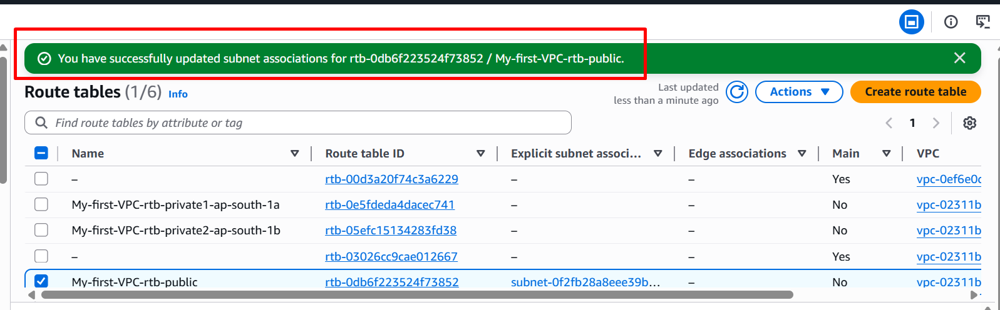 You have successfully updated subnet associations for rtb-0db6f223524f73852 / My-first-VPC-rtb-public.
Route tables (1/6) Info
Last updated
less than a minute ago
Actions
Create route table
Find route tables by attribute or tag
1
Name Route table ID Explicit subnet associ... Edge associations Main VPC
– rtb-00d3a20f74c3a6229 – – Yes vpc-0ef6e0c
My-first-VPC-rtb-private1-ap-south-1a rtb-0e5fdeda4dacec741 – – No vpc-02311b
My-first-VPC-rtb-private2-ap-south-1b rtb-05efc15134283fd38 – – No vpc-02311b
– rtb-03026cc9cae012667 – – Yes vpc-02311b
My-first-VPC-rtb-public rtb-0db6f223524f73852 subnet-0f2fb28a8eee39b... – No vpc-02311b